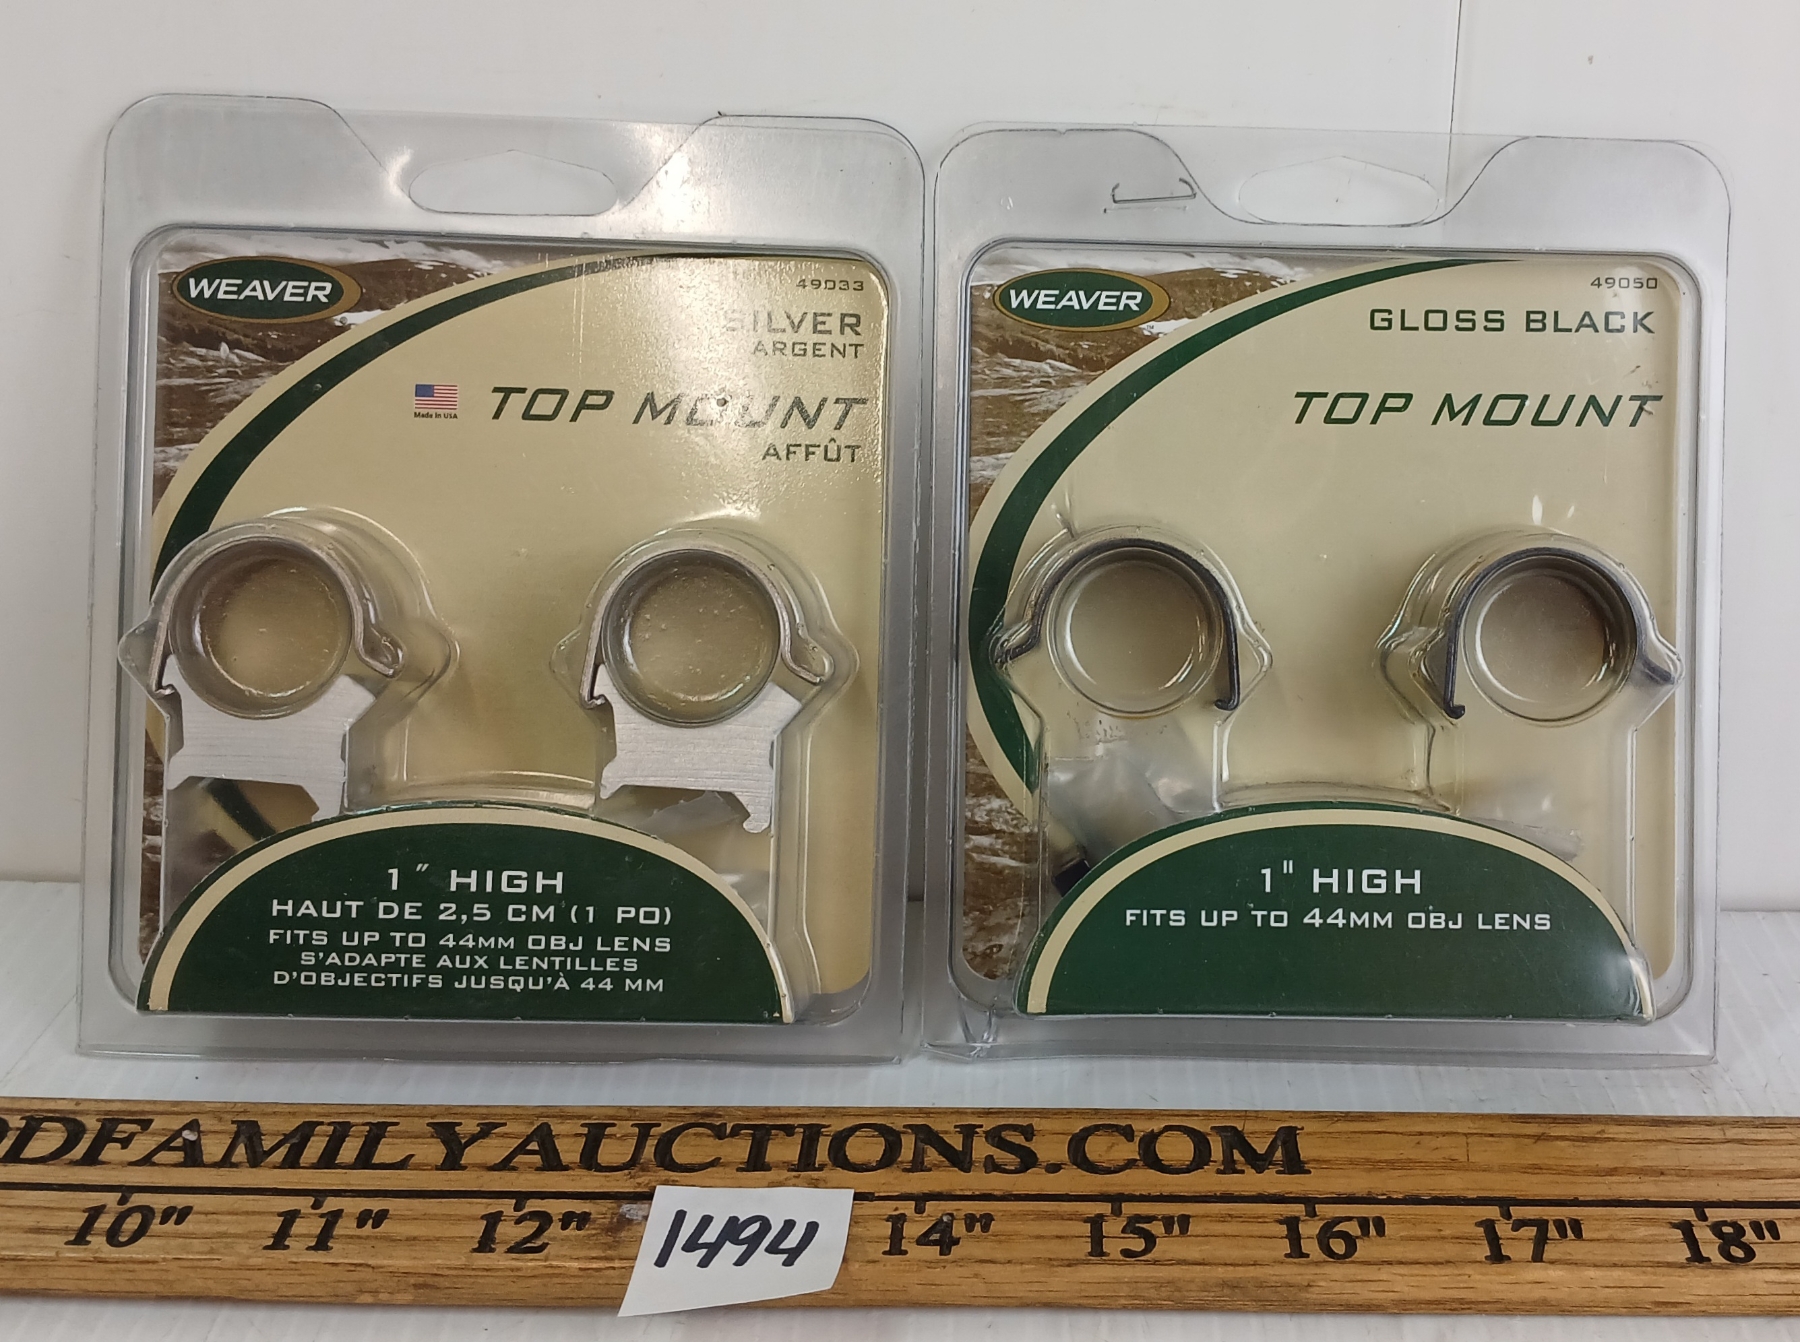 WEAVER
49033
SILVER
ARGENT
Made in USA
TOP MOUNT
AFFÛT
1" HIGH
HAUT DE 2,5 CM (1 PO)
FITS UP TO 44MM OBJ LENS
S'ADAPTE AUX LENTILLES
D'OBJECTIFS JUSQU'À 44 MM
WEAVER
49050
GLOSS BLACK
TOP MOUNT
1" HIGH
FITS UP TO 44MM OBJ LENS
DFAMILYAUCTIONS.COM
10" 11" 12" 14" 15" 16" 17" 18"
1494